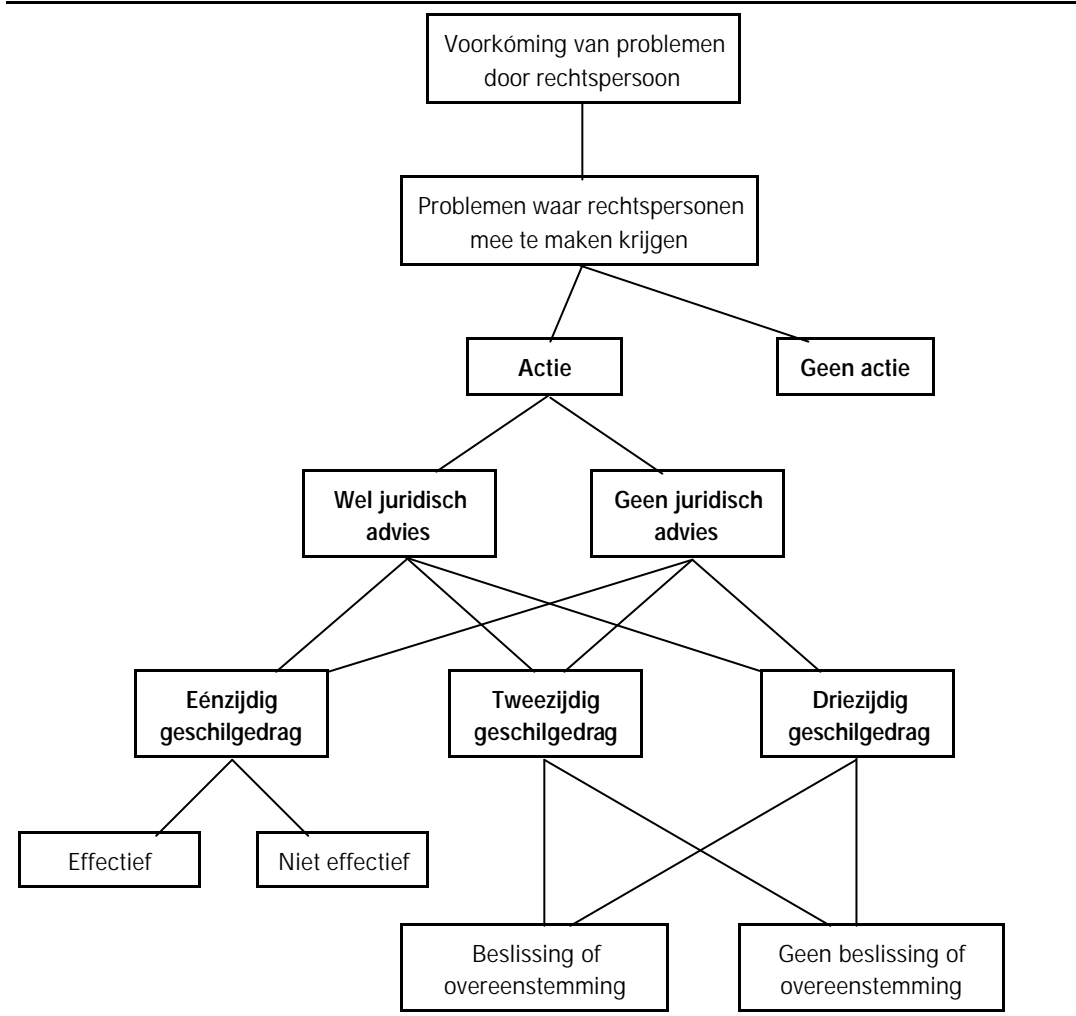 Voorkóming van problemen
door rechtspersoon
Problemen waar rechtspersonen
mee te maken krijgen
Actie
Geen actie
Wel juridisch
advies
Geen juridisch
advies
Eénzijdig
geschilgedrag
Tweezijdig
geschilgedrag
Driezijdig
geschilgedrag
Effectief
Niet effectief
Beslissing of
overeenstemming
Geen beslissing of
overeenstemming